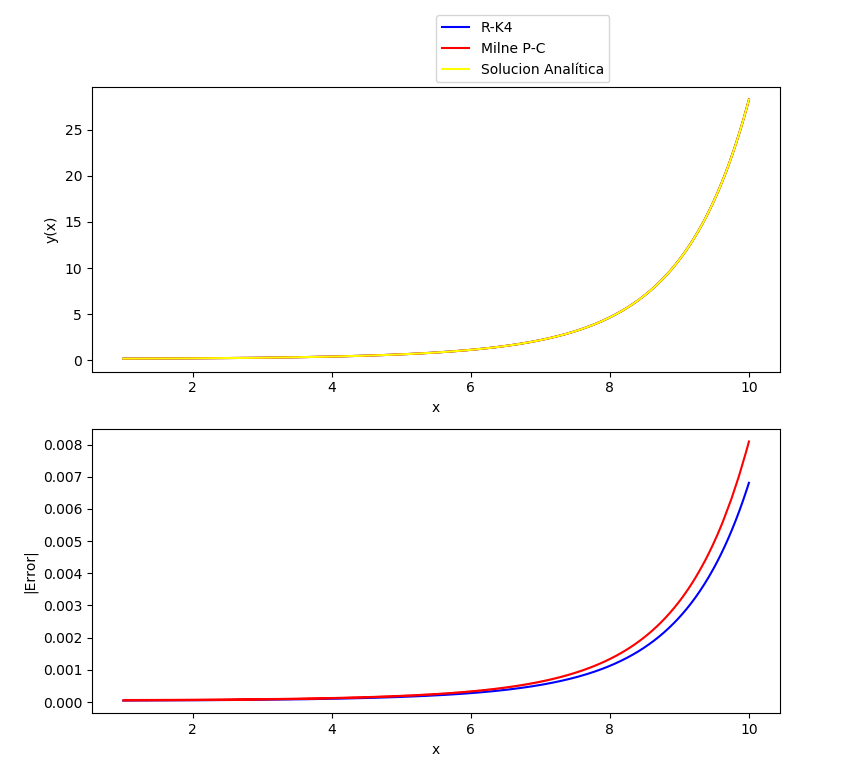 R-K4
Milne P-C
Solucion Analítica
25
20
15
10
5
0
y(x)
2 4 6 8 10
x
0.008
0.007
0.006
0.005
0.004
0.003
0.002
0.001
0.000
|Error|
2 4 6 8 10
x